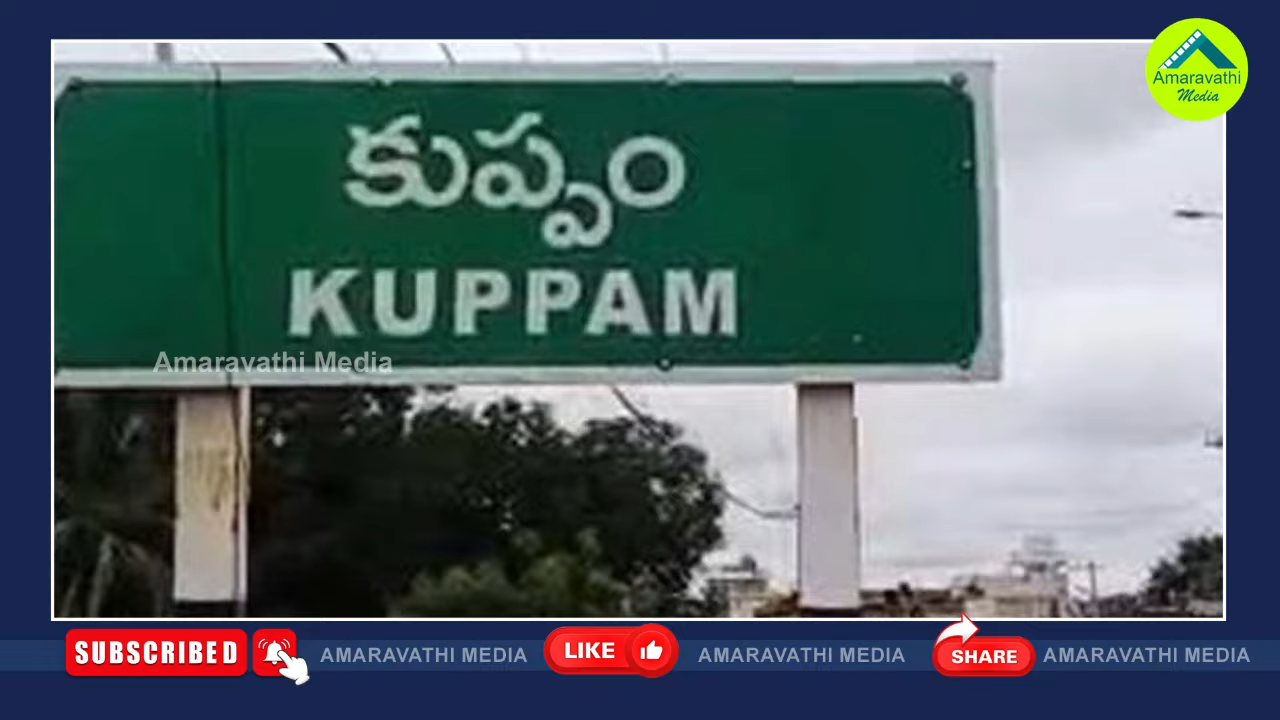 Amaravathi
Media
కుప్పం
KUPPAM
Amaravathi Media
SUBSCRIBED
AMARAVATHI MEDIA
LIKE
AMARAVATHI MEDIA
SHARE
AMARAVATHI MEDIA